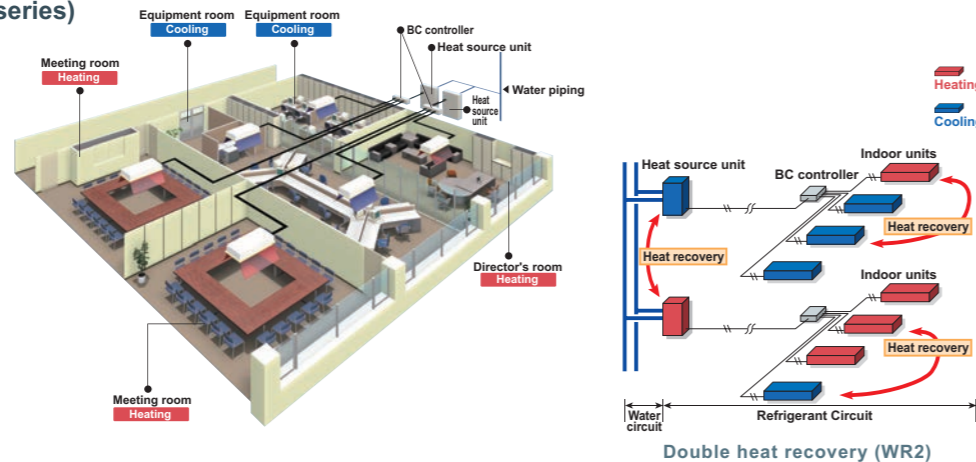 series)
Equipment room
Cooling
Equipment room
Cooling
BC controller
Heat source unit
Meeting room
Heating
Water piping
Heat
source
unit
Director's room
Heating
Meeting room
Heating
Heating
Cooling
Indoor units
Heat source unit
BC controller
Heat recovery
Heat recovery
Indoor units
Heat recovery
Water
circuit
Refrigerant Circuit
Double heat recovery (WR2)